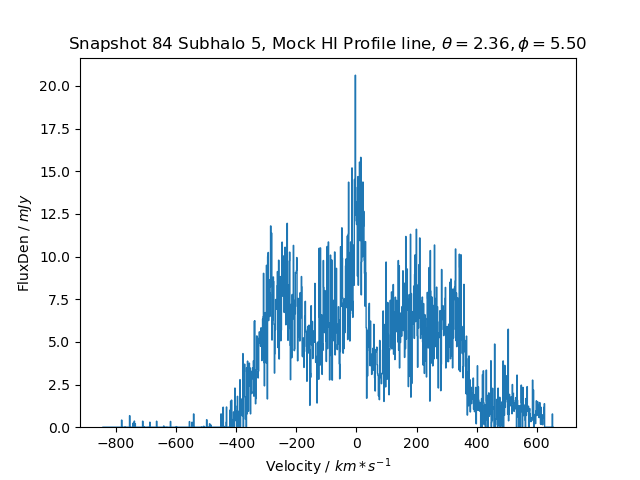 Snapshot 84 Subhalo 5, Mock HI Profile line, θ = 2.36, ϕ = 5.50
20.0
17.5
15.0
12.5
10.0
7.5
5.0
2.5
0.0
FluxDen / mJy
−800 −600 −400 −200 0 200 400 600
Velocity / km * s⁻¹